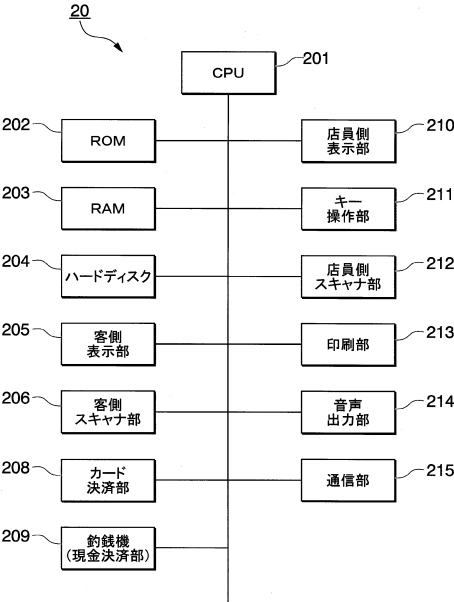 20
CPU
201
202
ROM
店員側
表示部
210
203
RAM
キー
操作部
211
204
ハードディスク
店員側
スキャナ部
212
205
客側
表示部
印刷部
213
206
客側
スキャナ部
音声
出力部
214
208
カード
決済部
通信部
215
209
釣銭機
(現金決済部)